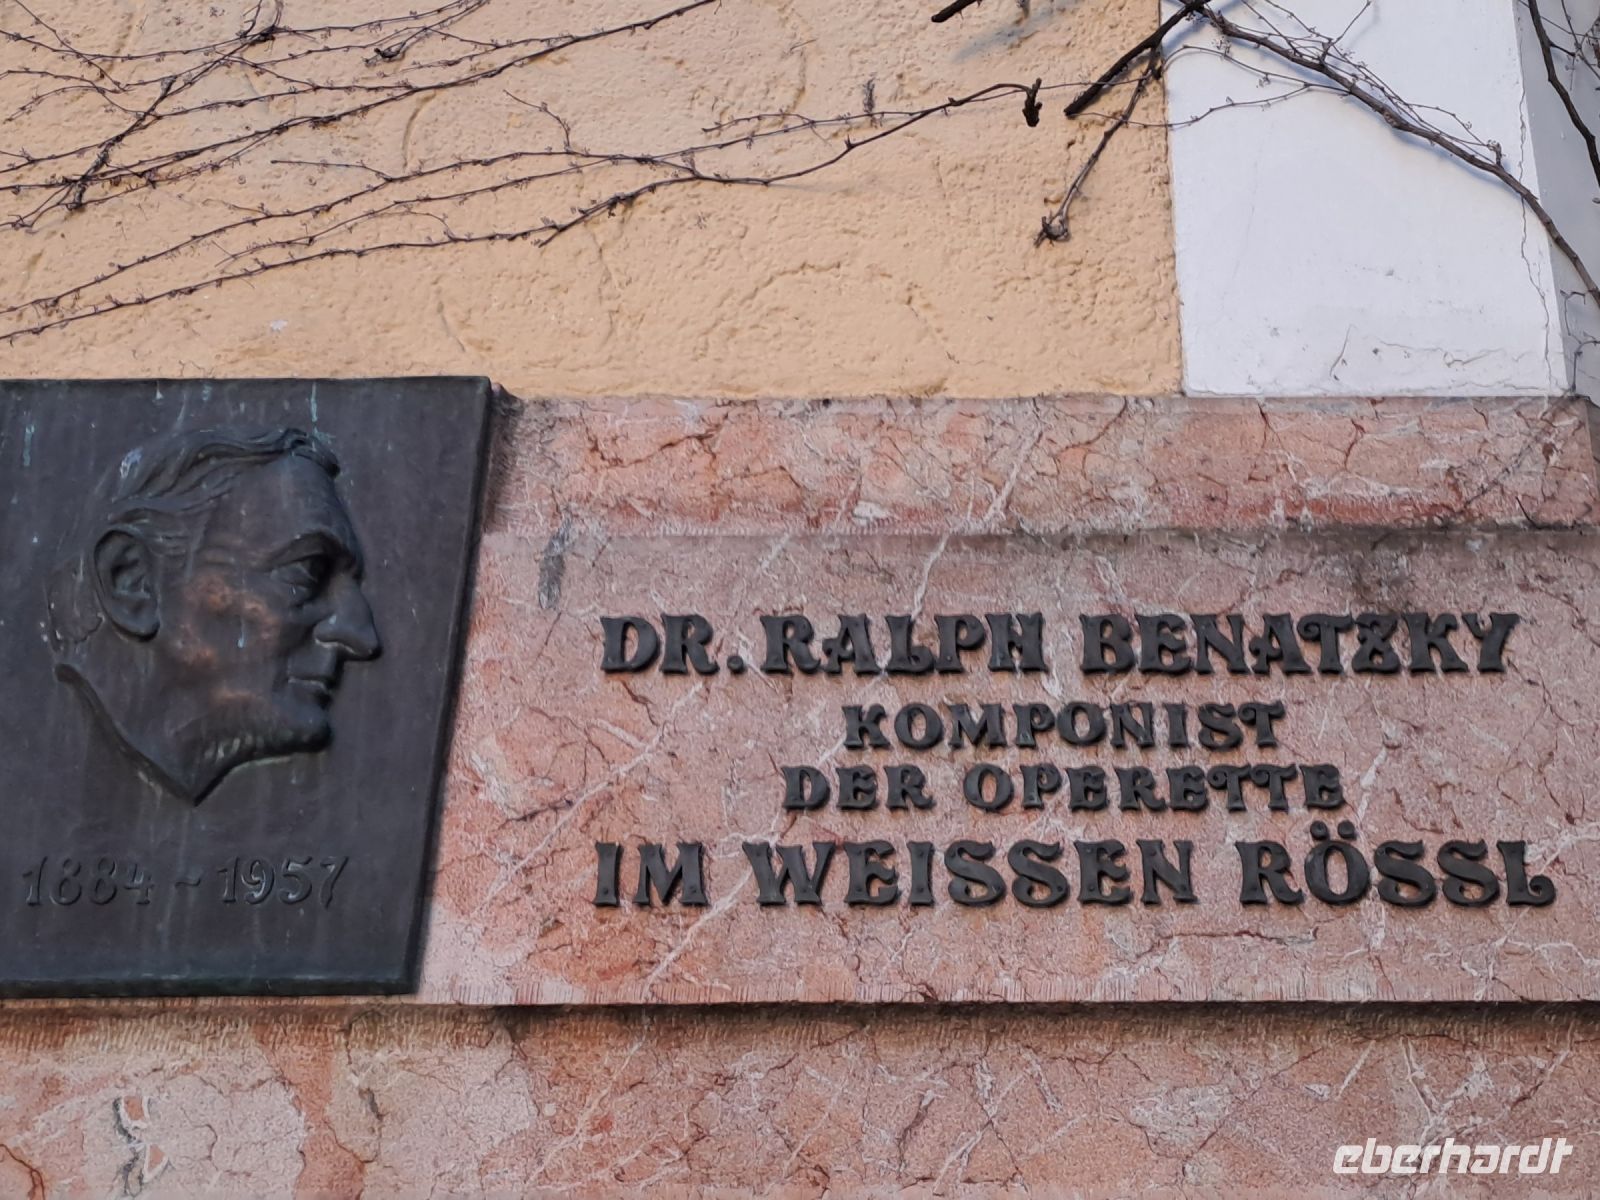 1884 - 1957
DR. RALPH BENATZKY
KOMPONIST
DER OPERETTE
IM WEISSEN RÖSSL
eberhardt